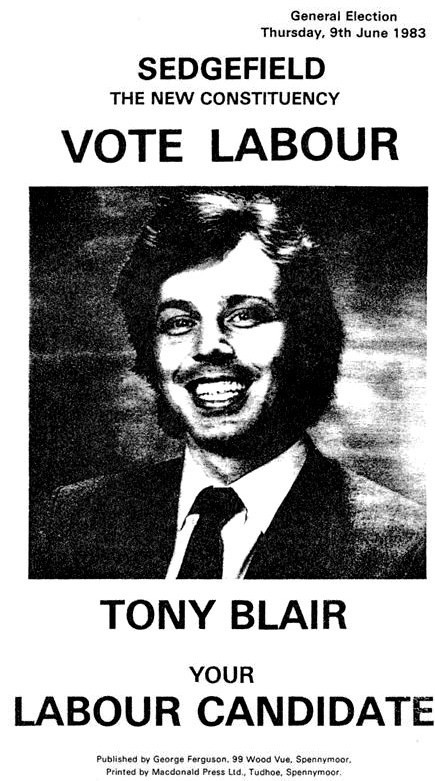 General Election
Thursday, 9th June 1983
SEDGEFIELD
THE NEW CONSTITUENCY
VOTE LABOUR
TONY BLAIR
YOUR
LABOUR CANDIDATE
Published by George Ferguson, 99 Wood Vue, Spennymoor.
Printed by Macdonald Press Ltd., Tudhoe, Spennymoor.